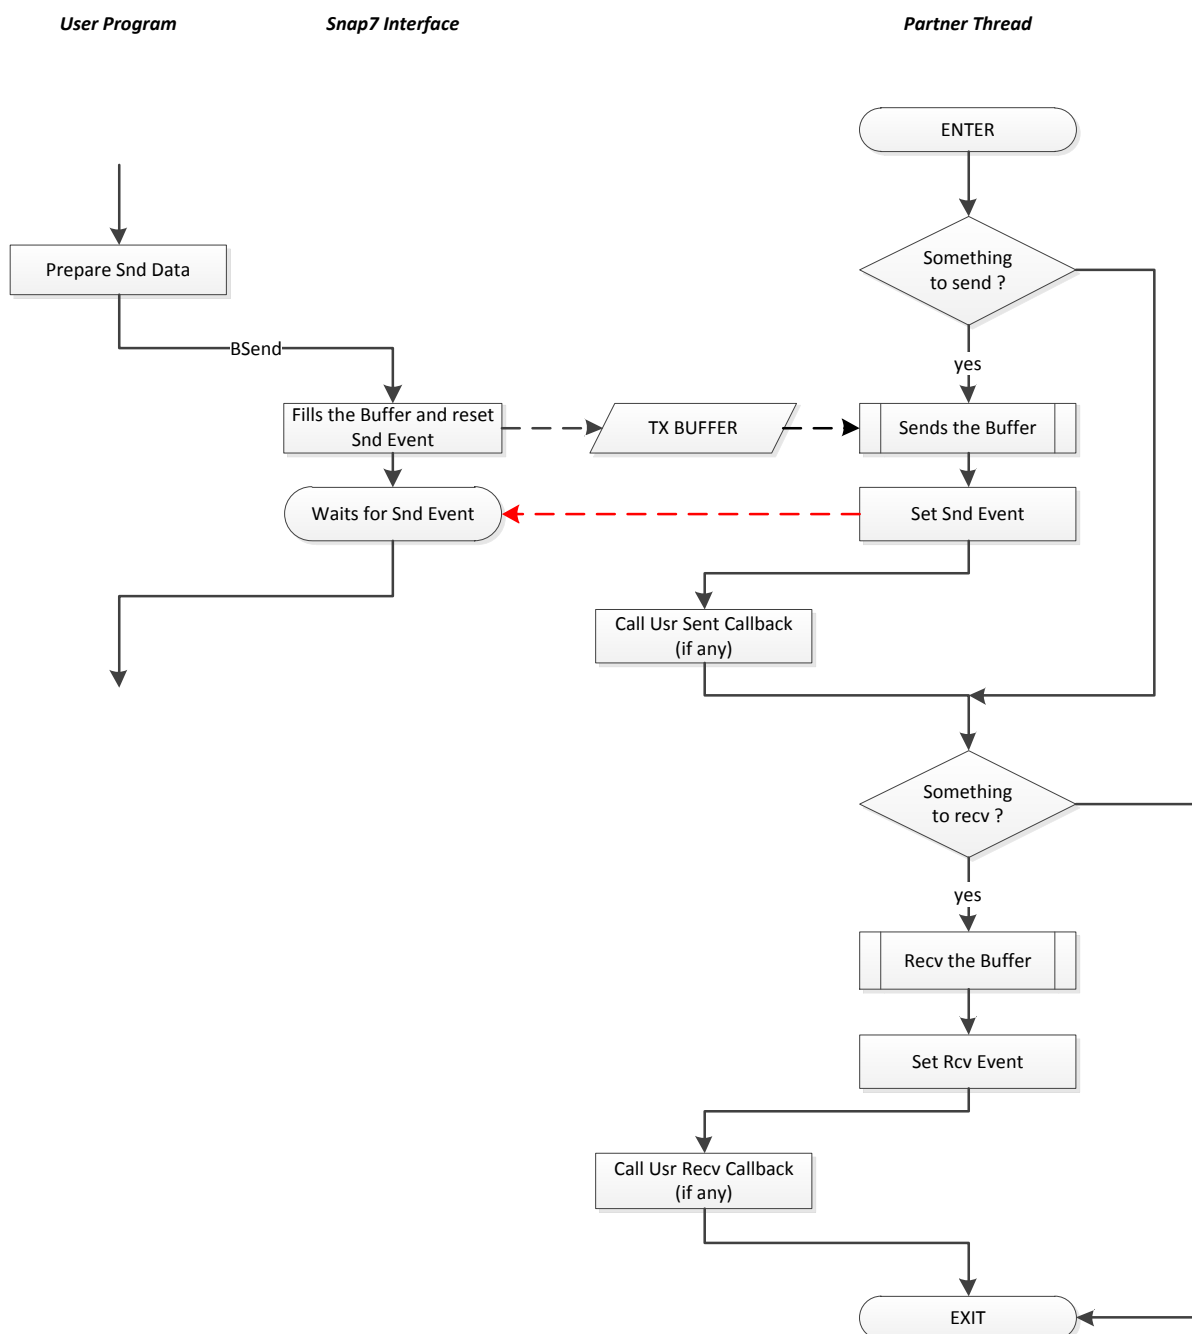 User Program
Snap7 Interface
Partner Thread
ENTER
Something
to send ?
Prepare Snd Data
BSend
yes
Fills the Buffer and reset
Snd Event
TX BUFFER
Sends the Buffer
Waits for Snd Event
Set Snd Event
Call Usr Sent Callback
(if any)
Something
to recv ?
yes
Recv the Buffer
Set Rcv Event
Call Usr Recv Callback
(if any)
EXIT